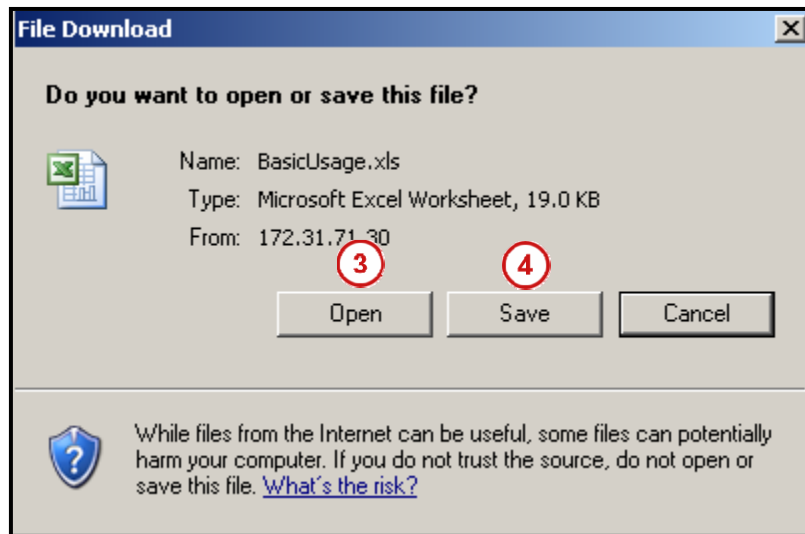 File Download
Do you want to open or save this file?
Name: BasicUsage.xls
Type: Microsoft Excel Worksheet, 19.0 KB
From: 172.31.71.30
3 4
Open Save Cancel
While files from the Internet can be useful, some files can potentially
harm your computer. If you do not trust the source, do not open or
save this file. What's the risk?